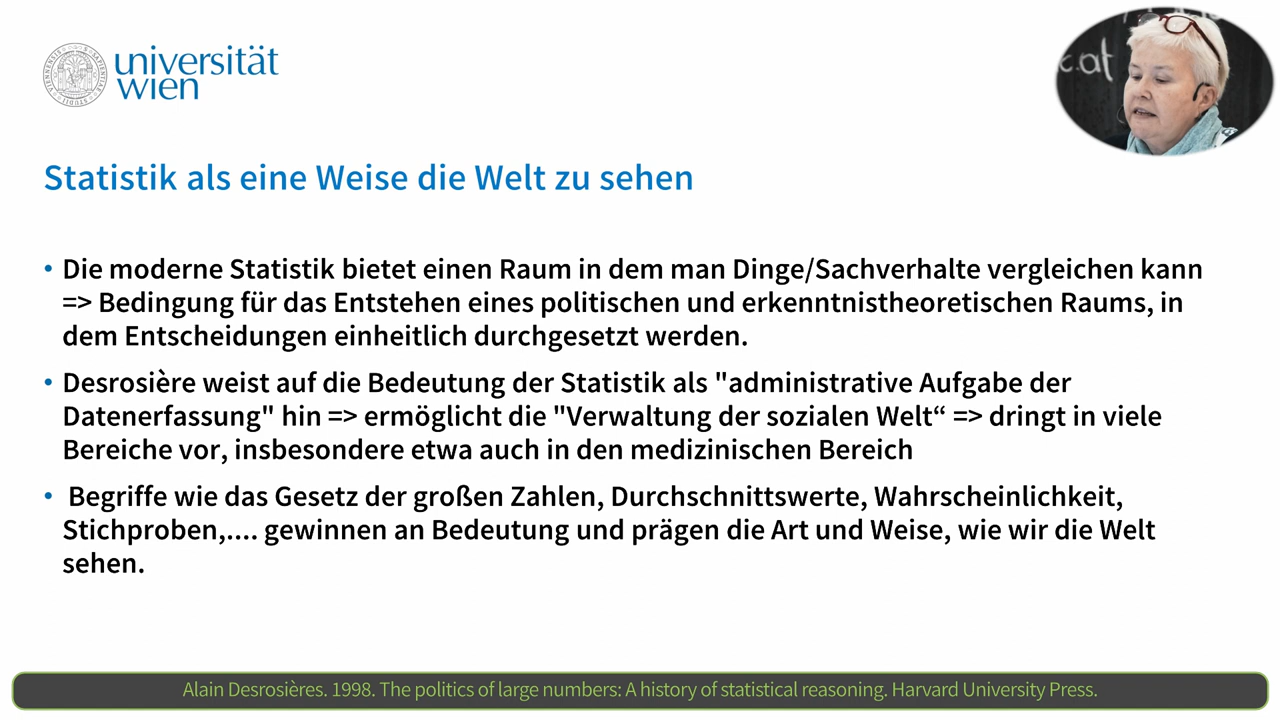 universität
wien
c.at
Statistik als eine Weise die Welt zu sehen
• Die moderne Statistik bietet einen Raum in dem man Dinge/Sachverhalte vergleichen kann
=> Bedingung für das Entstehen eines politischen und erkenntnistheoretischen Raums, in
dem Entscheidungen einheitlich durchgesetzt werden.
• Desrosière weist auf die Bedeutung der Statistik als "administrative Aufgabe der
Datenerfassung" hin => ermöglicht die "Verwaltung der sozialen Welt“ => dringt in viele
Bereiche vor, insbesondere etwa auch in den medizinischen Bereich
• Begriffe wie das Gesetz der großen Zahlen, Durchschnittswerte, Wahrscheinlichkeit,
Stichproben,.... gewinnen an Bedeutung und prägen die Art und Weise, wie wir die Welt
sehen.
Alain Desrosières. 1998. The politics of large numbers: A history of statistical reasoning. Harvard University Press.